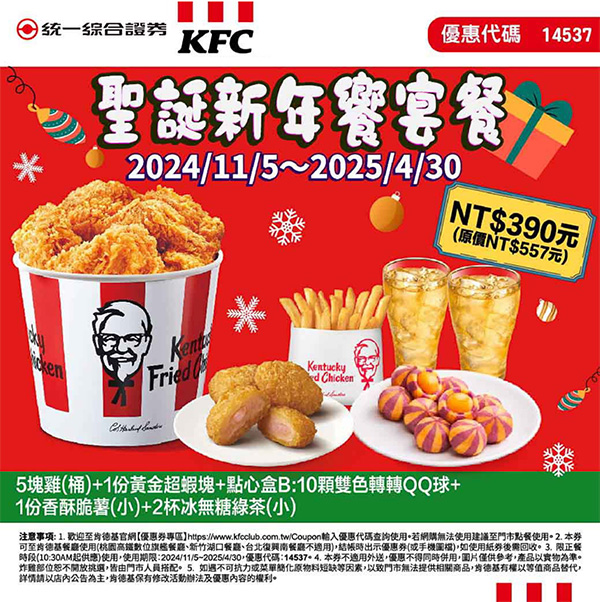 統一綜合證券
KFC
優惠代碼 14537
聖誕新年饗宴餐
2024/11/5～2025/4/30
NT$390元
(原價NT$557元)
Kentucky
Fried Chicken
Kentucky
Fried Chicken
5塊雞(桶)+1份黃金超蝦塊+點心盒B:10顆雙色轉轉QQ球+
1份香酥脆薯(小)+2杯冰無糖綠茶(小)
注意事項: 1. 歡迎至肯德基官網【優惠券專區】https://www.kfcclub.com.tw/Coupon輸入優惠代碼查詢使用。若網購無法使用建議至門市點餐使用。2. 本券
可至肯德基餐廳使用(桃園高鐵數位旗艦餐廳、新竹湖口餐廳、台北復興南餐廳不適用)，結帳時出示優惠券(或手機圖檔)，如使用紙券後需回收。3. 限正餐
時段(10:30AM起供應)使用，使用期限:2024/11/5~2025/4/30，優惠代碼:14537。4. 本券不適用外送，優惠不得同時併用，圖片僅供參考，產品以實物為準。
炸雞部位恕不開放挑選，皆由門市人員搭配。 5. 如遇不可抗力或菜單簡化原物料短缺等因素，以致門市無法提供相關商品，肯德基有權以等值商品替代，
詳情請以店內公告為主，肯德基保有修改活動辦法及優惠內容的權利。